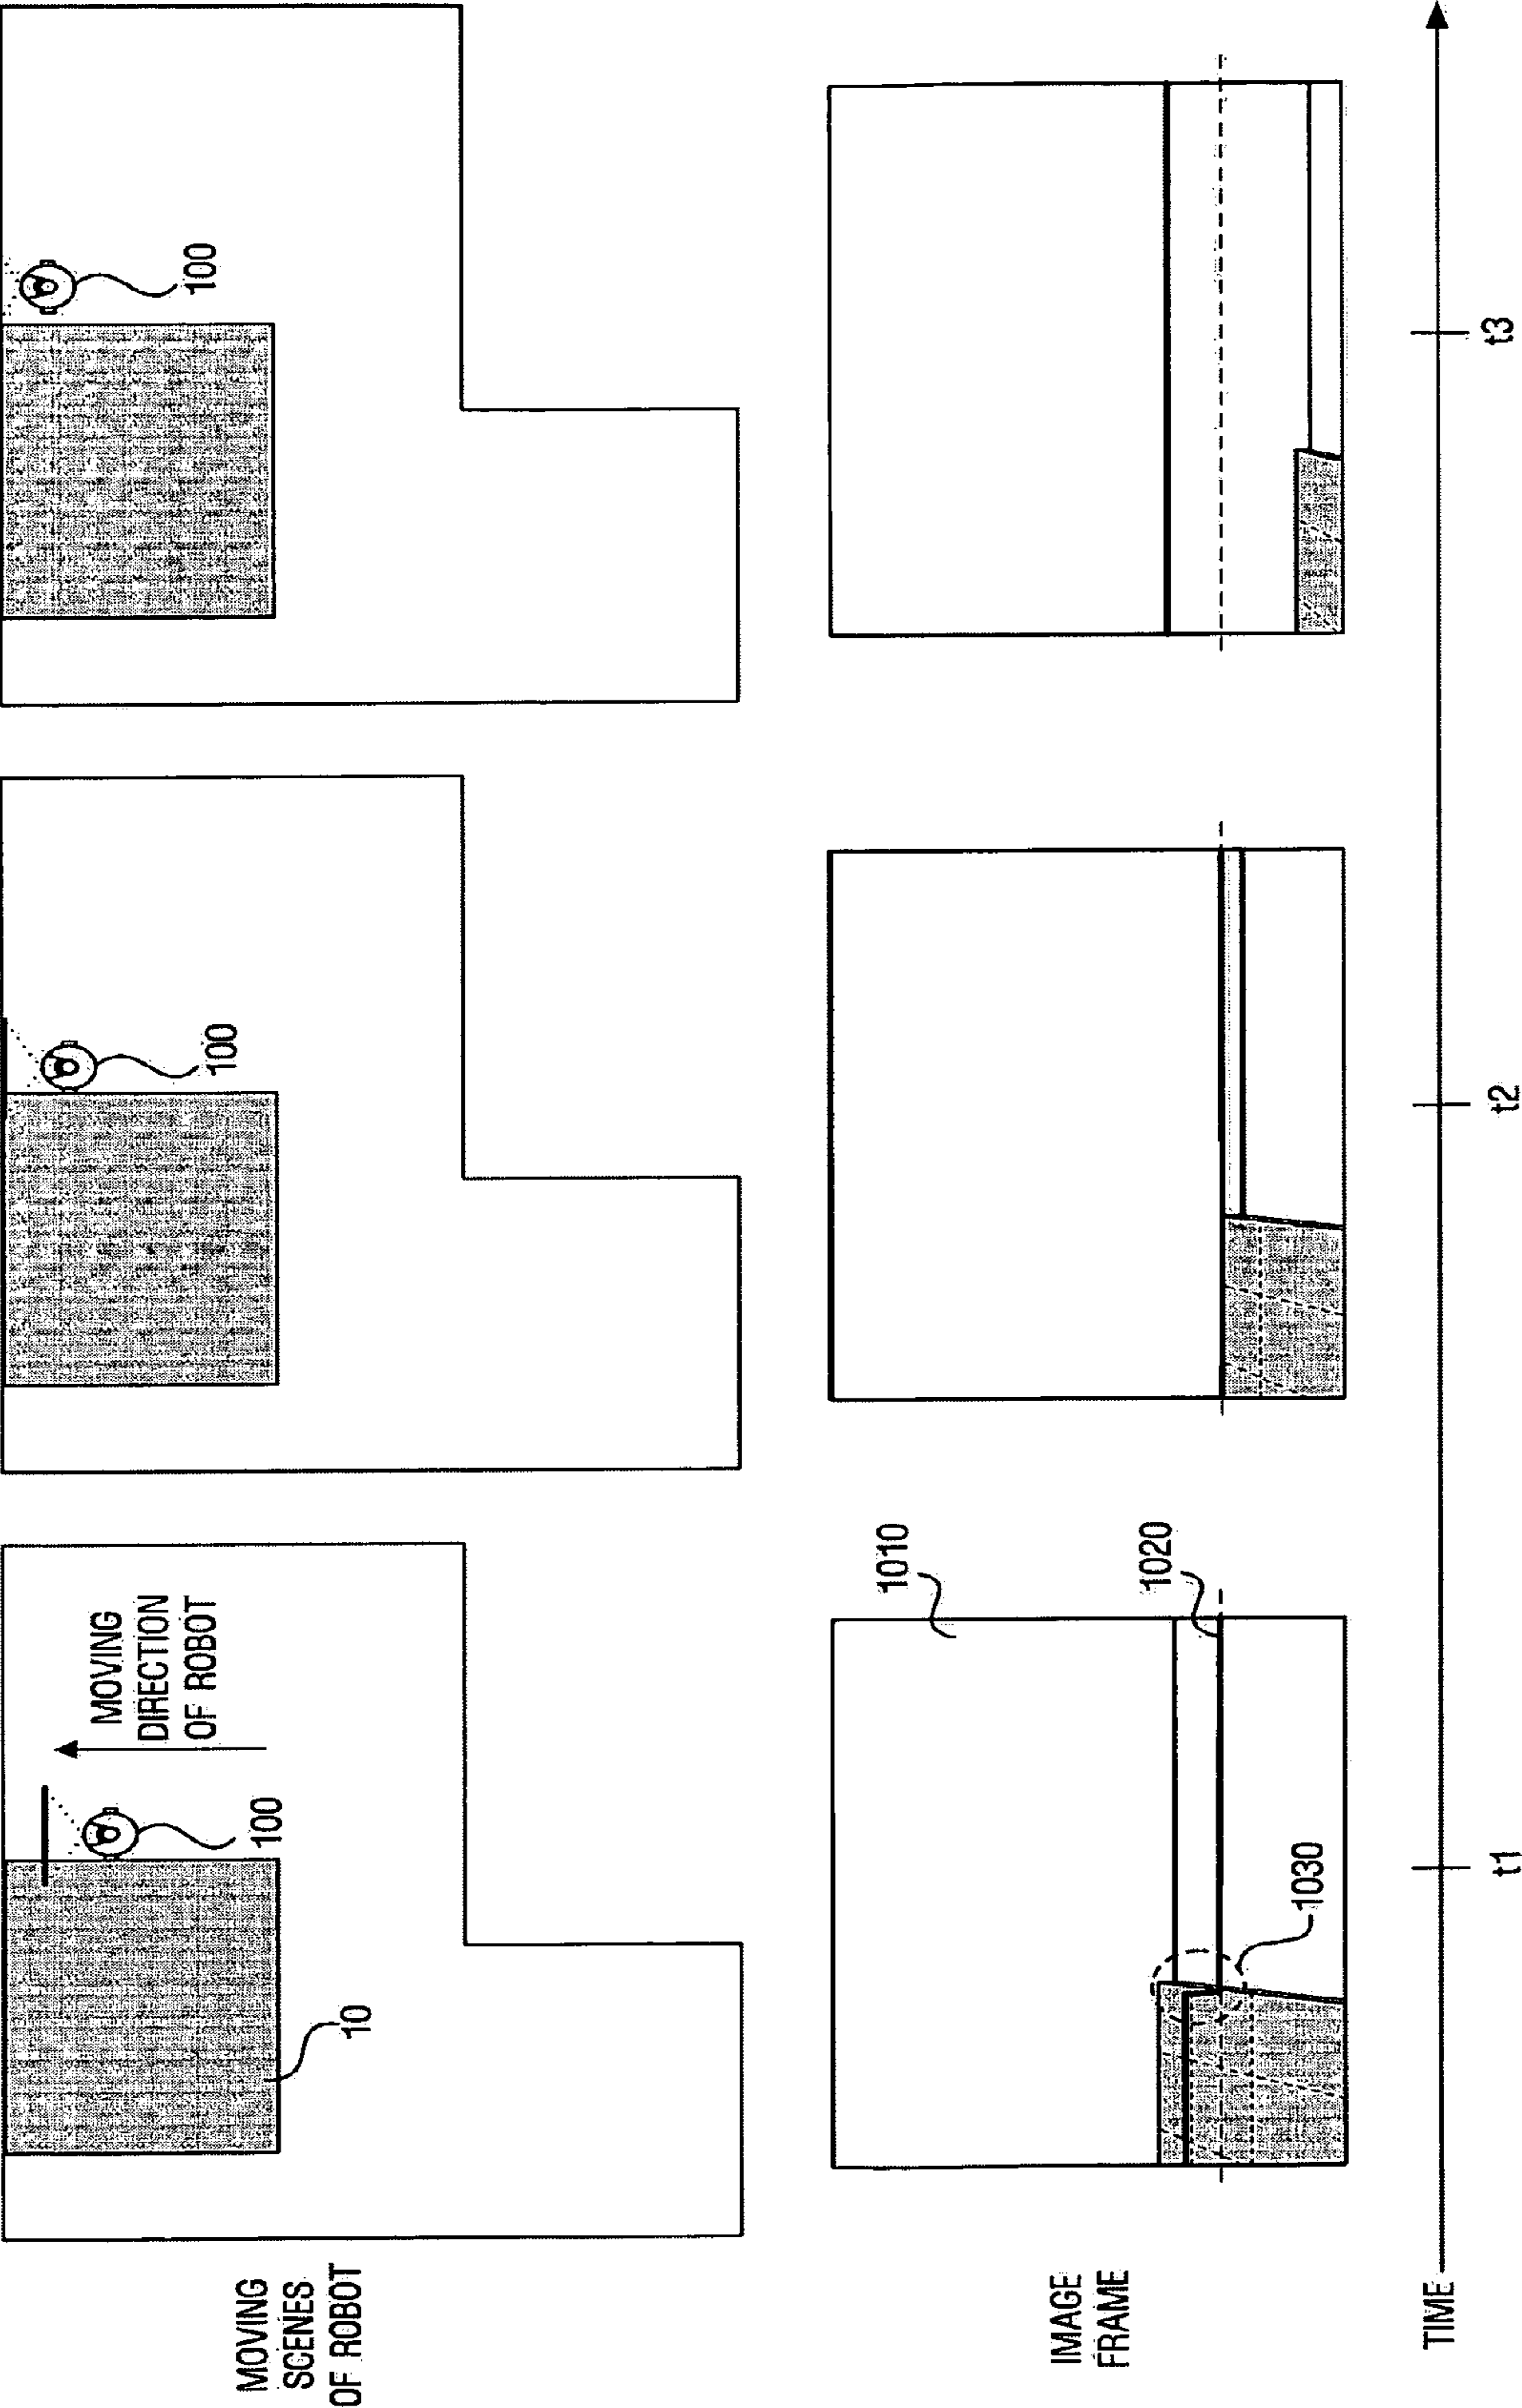 MOVING
SCENES
OF ROBOT
10
100
MOVING
DIRECTION
OF ROBOT
100
100
IMAGE
FRAME
1010
1020
1030
TIME
t1
t2
t3